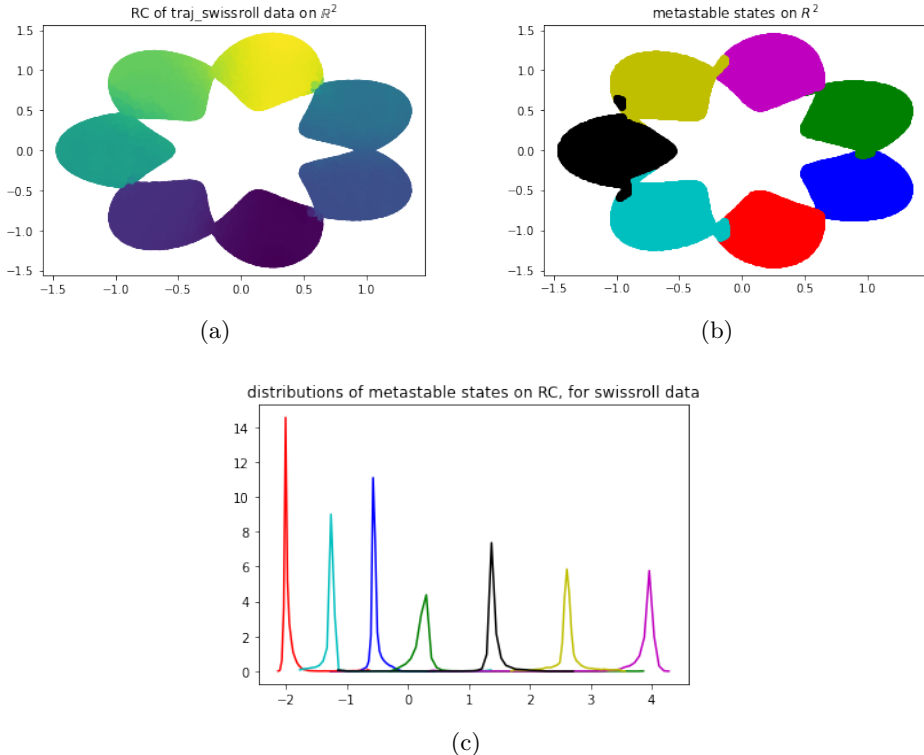 RC of traj_swissroll data on ℝ²
1.5
1.0
0.5
0.0
−0.5
−1.0
−1.5
−1.5 −1.0 −0.5 0.0 0.5 1.0
(a)
metastable states on R²
1.5
1.0
0.5
0.0
−0.5
−1.0
−1.5
−1.5 −1.0 −0.5 0.0 0.5 1.0
(b)
distributions of metastable states on RC, for swissroll data
14
12
10
8
6
4
2
0
−2 −1 0 1 2 3 4
(c)